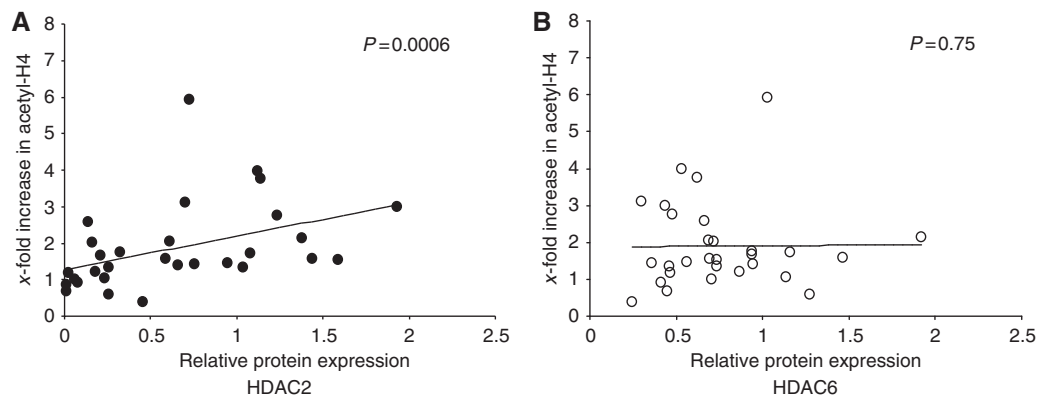 A
8
7
6
5
4
3
2
1
0
x-fold increase in acetyl-H4
P=0.0006
0 0.5 1 1.5 2 2.5
Relative protein expression
HDAC2
B
8
7
6
5
4
3
2
1
0
x-fold increase in acetyl-H4
P=0.75
0 0.5 1 1.5 2 2.5
Relative protein expression
HDAC6